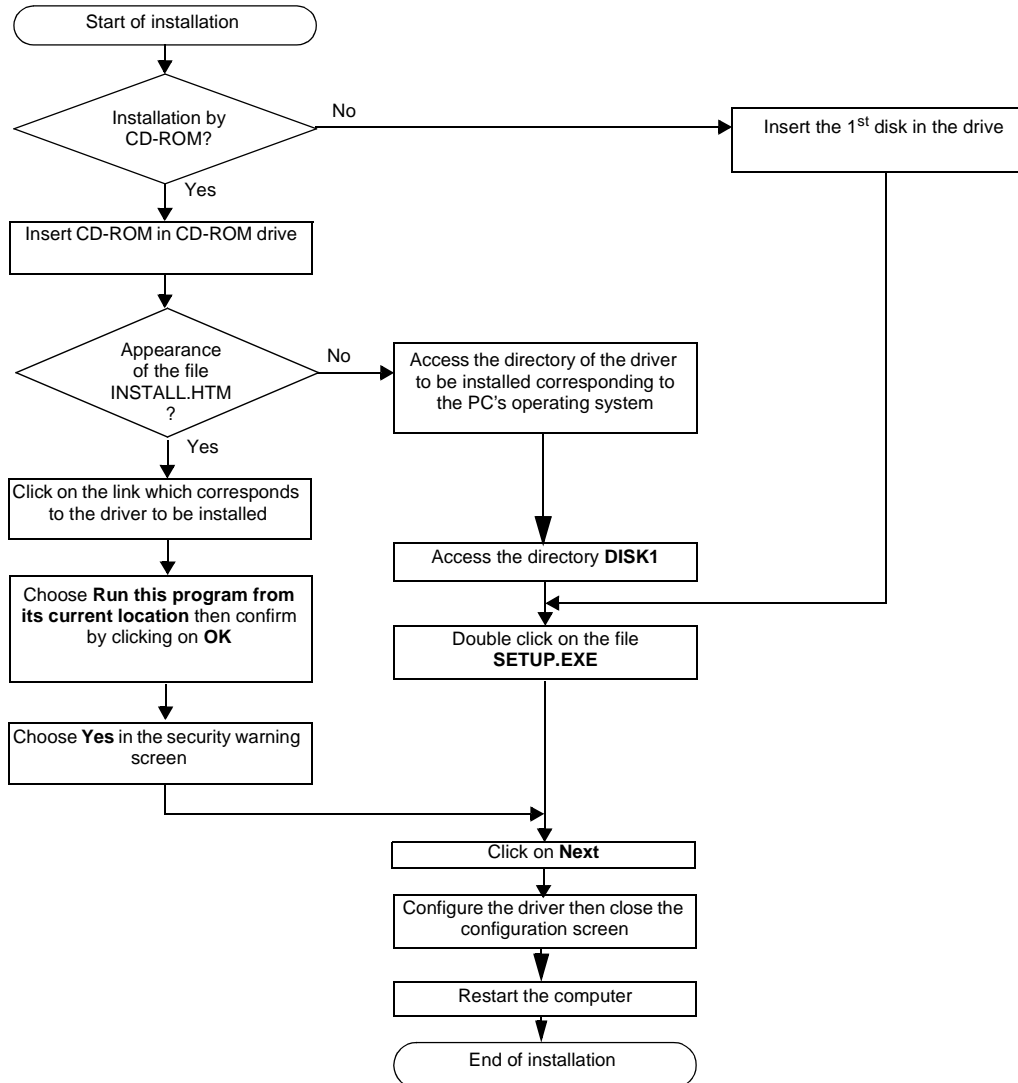 Start of installation
Installation by
CD-ROM?
No
Insert the 1st disk in the drive
Yes
Insert CD-ROM in CD-ROM drive
Appearance
of the file
INSTALL.HTM
?
No
Access the directory of the driver
to be installed corresponding to
the PC's operating system
Yes
Click on the link which corresponds
to the driver to be installed
Access the directory DISK1
Choose Run this program from
its current location then confirm
by clicking on OK
Double click on the file
SETUP.EXE
Choose Yes in the security warning
screen
Click on Next
Configure the driver then close the
configuration screen
Restart the computer
End of installation